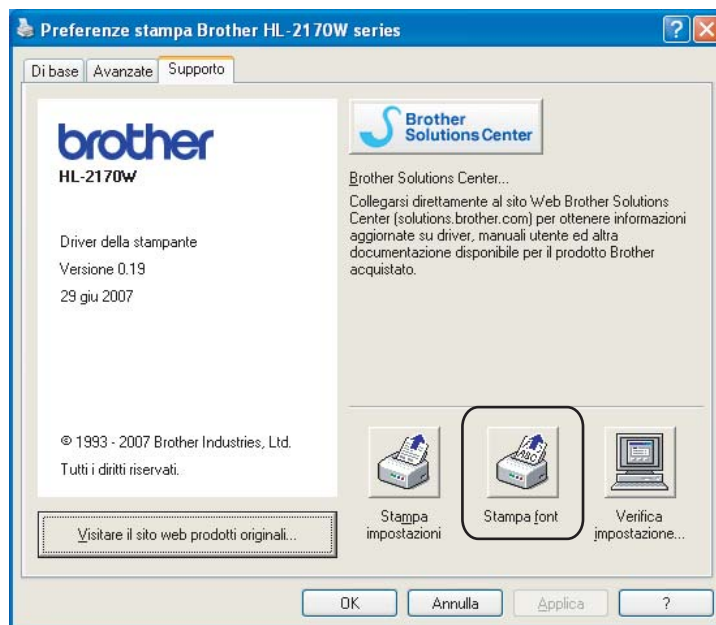 Preferenze stampa Brother HL-2170W series
?
Di base Avanzate Supporto
brother
HL-2170W
Driver della stampante
Versione 0.19
29 giu 2007
© 1993 - 2007 Brother Industries, Ltd.
Tutti i diritti riservati.
Visitare il sito web prodotti originali...
Brother
Solutions Center
Brother Solutions Center...
Collegarsi direttamente al sito Web Brother Solutions
Center (solutions.brother.com) per ottenere informazioni
aggiornate su driver, manuali utente ed altra
documentazione disponibile per il prodotto Brother
acquistato.
ABC
Stampa
impostazioni
Stampa font
Verifica
impostazione...
OK Annulla Applica ?